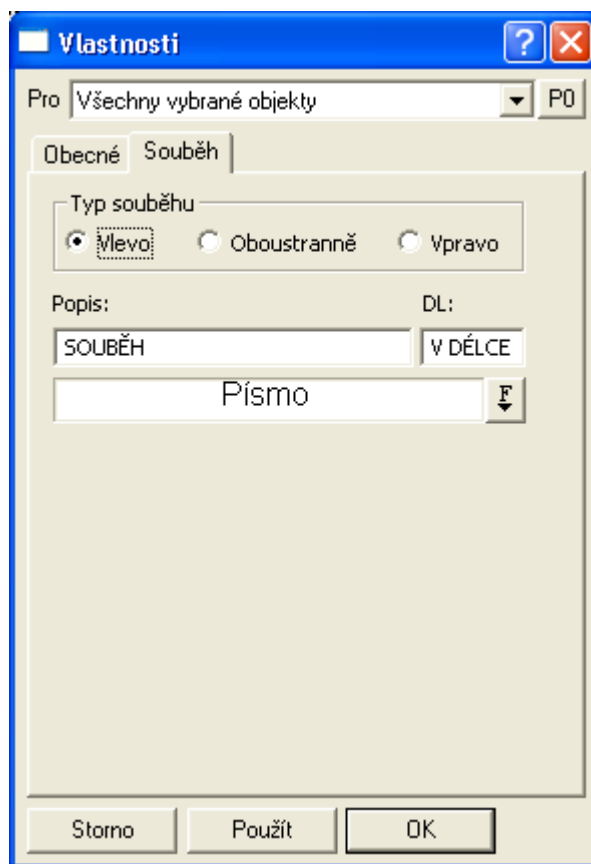 Vlastnosti
Pro Všechny vybrané objekty P0
Obecné Souběh
Typ souběhu
Vlevo Oboustranně Vpravo
Popis: DL:
SOUBĚH V DÉLCE
Písmo F
Storno Použít OK